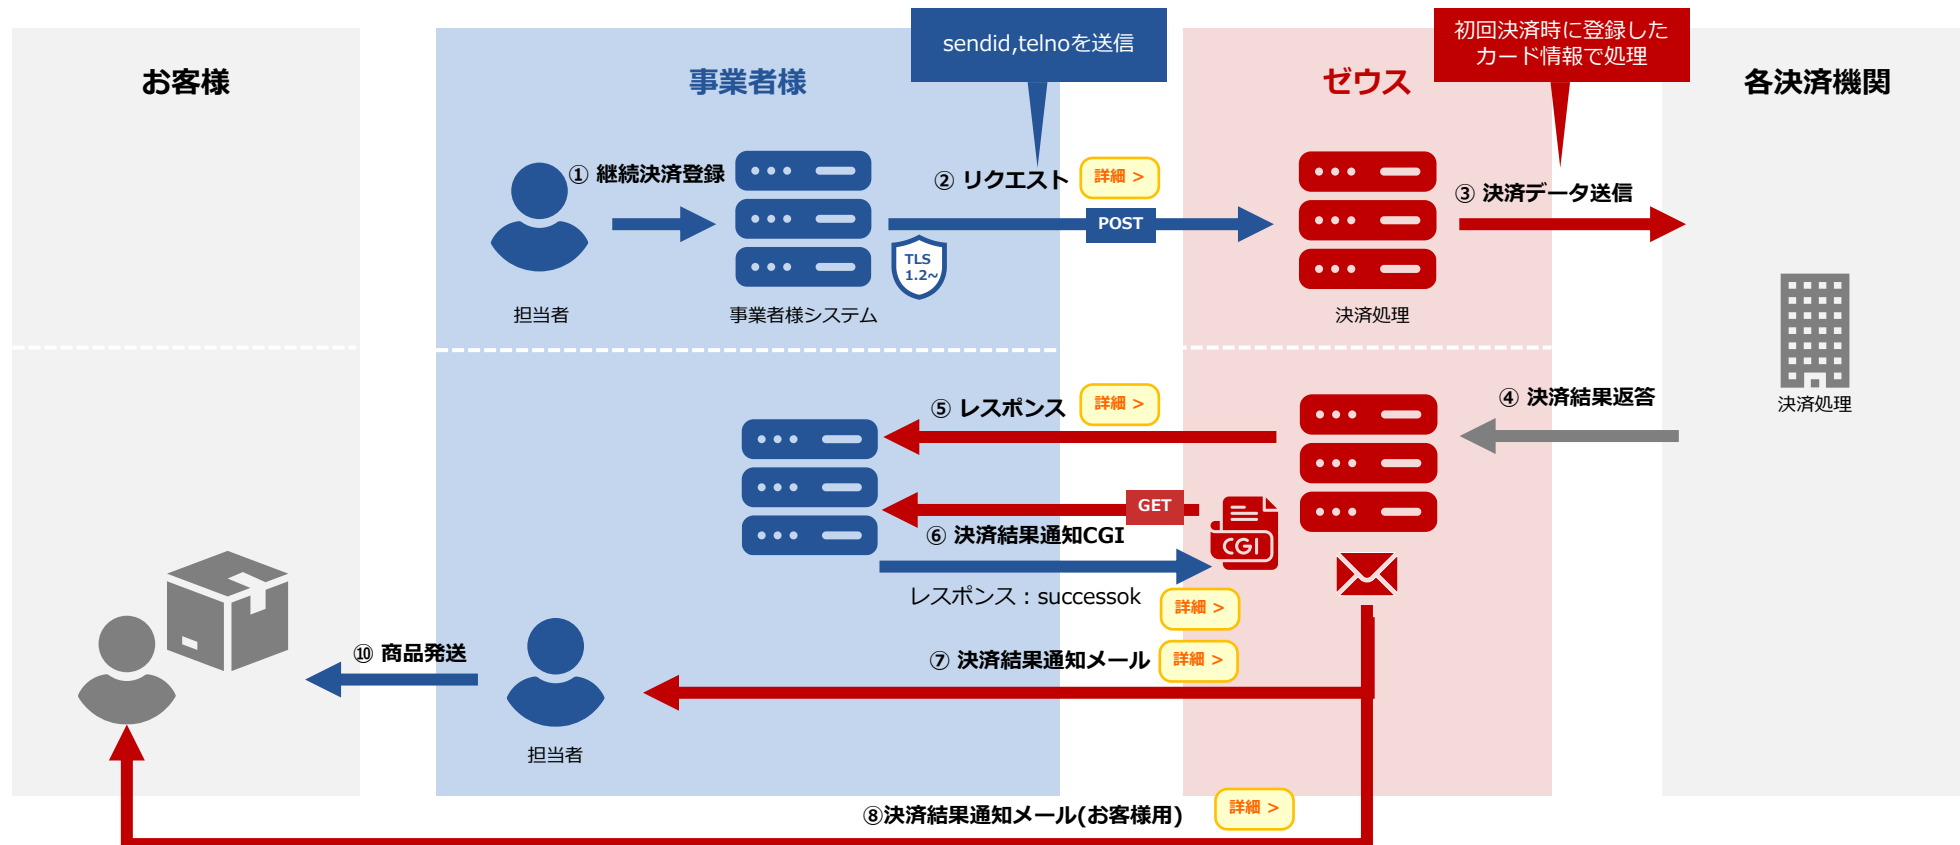 sendid,telnoを送信
初回決済時に登録した
カード情報で処理
お客様
事業者様
ゼウス
各決済機関
① 継続決済登録
② リクエスト
詳細 >
③ 決済データ送信
POST
TLS
1.2~
担当者
事業者様システム
決済処理
決済処理
④ 決済結果返答
⑤ レスポンス
詳細 >
GET
⑥ 決済結果通知CGI
CGI
レスポンス：successok
詳細 >
⑩ 商品発送
⑦ 決済結果通知メール
詳細 >
担当者
⑧決済結果通知メール(お客様用)
詳細 >